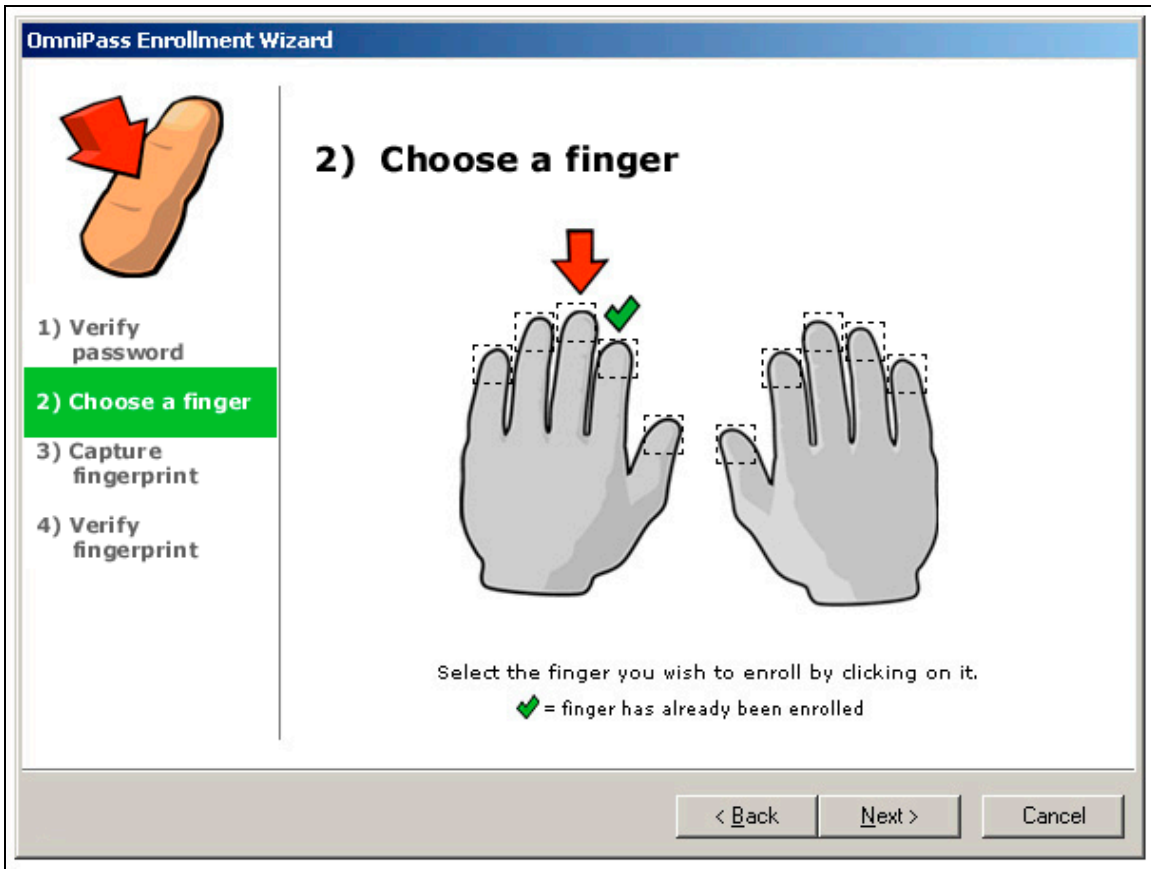 OmniPass Enrollment Wizard
2) Choose a finger
1) Verify
password
2) Choose a finger
3) Capture
fingerprint
4) Verify
fingerprint
Select the finger you wish to enroll by clicking on it.
= finger has already been enrolled
< Back
Next >
Cancel